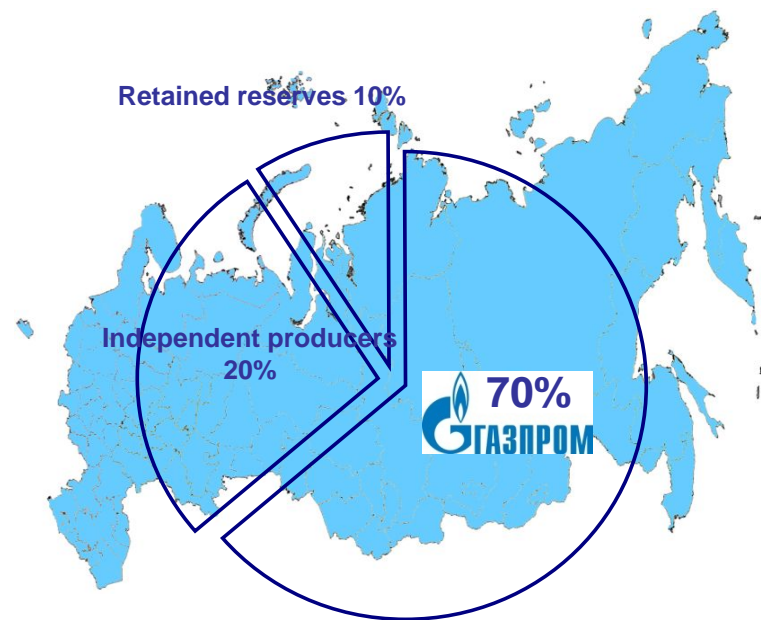 Retained reserves 10%
Independent producers
20%
70%
ГАЗПРОМ